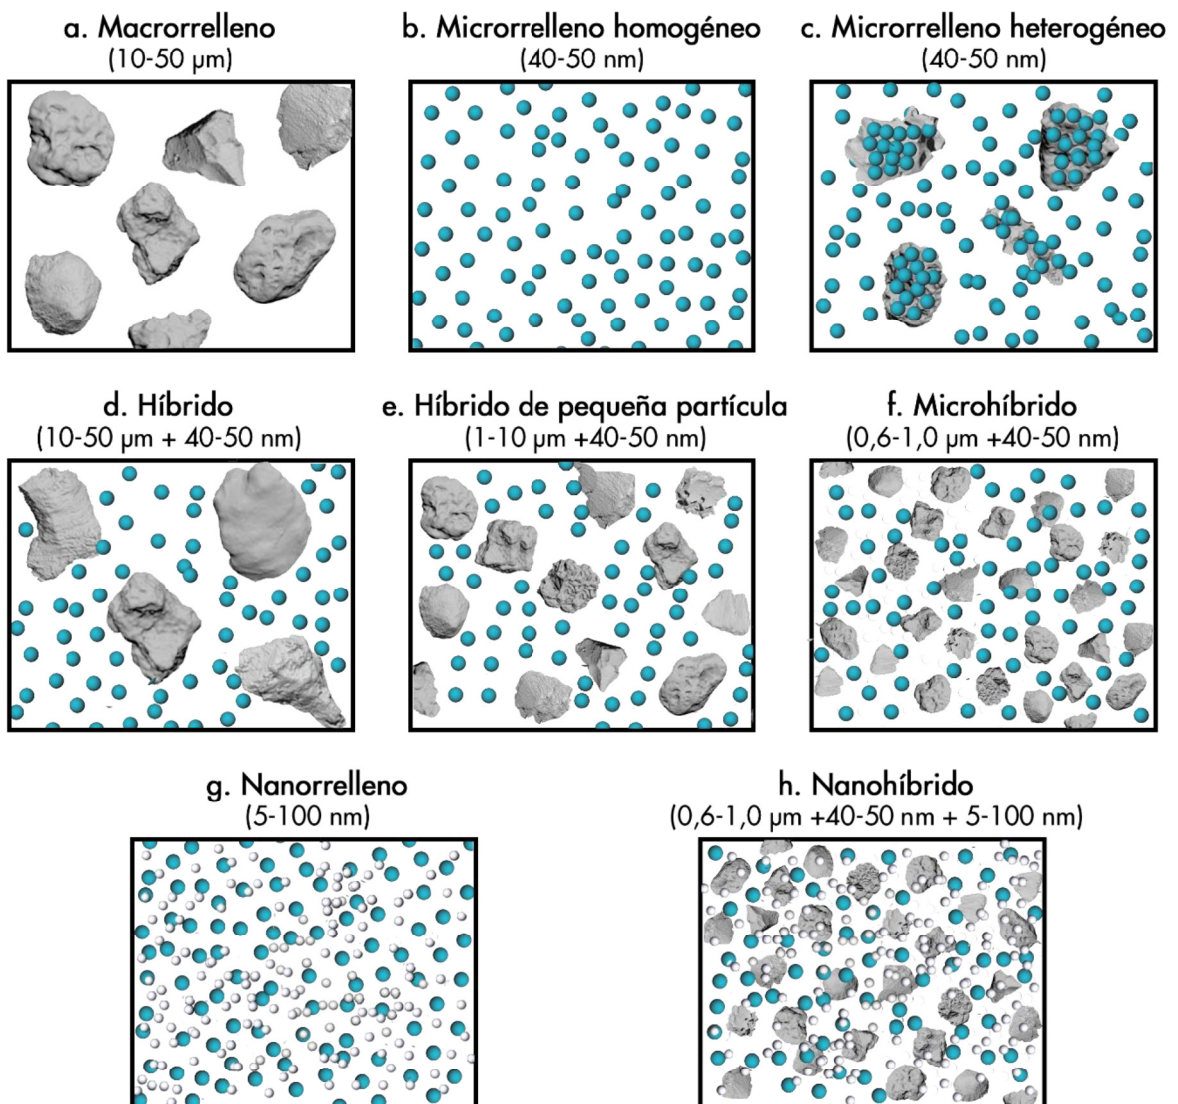 a. Macrorrelleno
(10-50 µm)
b. Microrrelleno homogéneo
(40-50 nm)
c. Microrrelleno heterogéneo
(40-50 nm)
d. Híbrido
(10-50 µm + 40-50 nm)
e. Híbrido de pequeña partícula
(1-10 µm +40-50 nm)
f. Microhíbrido
(0,6-1,0 µm +40-50 nm)
g. Nanorrelleno
(5-100 nm)
h. Nanohíbrido
(0,6-1,0 µm +40-50 nm + 5-100 nm)